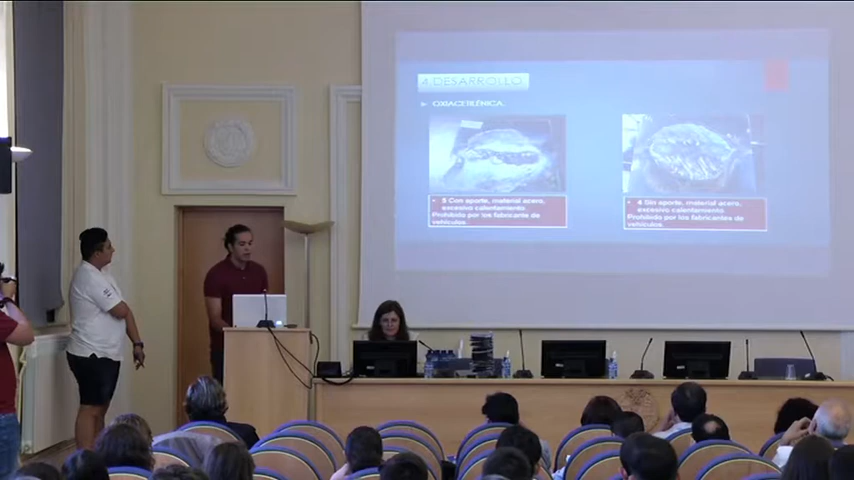 4. DESARROLLO
OXIACETILÉNICA.
5 Con aporte, material acero,
excesivo calentamiento
Prohibido por los fabricante de
vehículos.
4 Sin aporte, material acero,
excesivo calentamiento
Prohibido por los fabricantes de
vehículos.